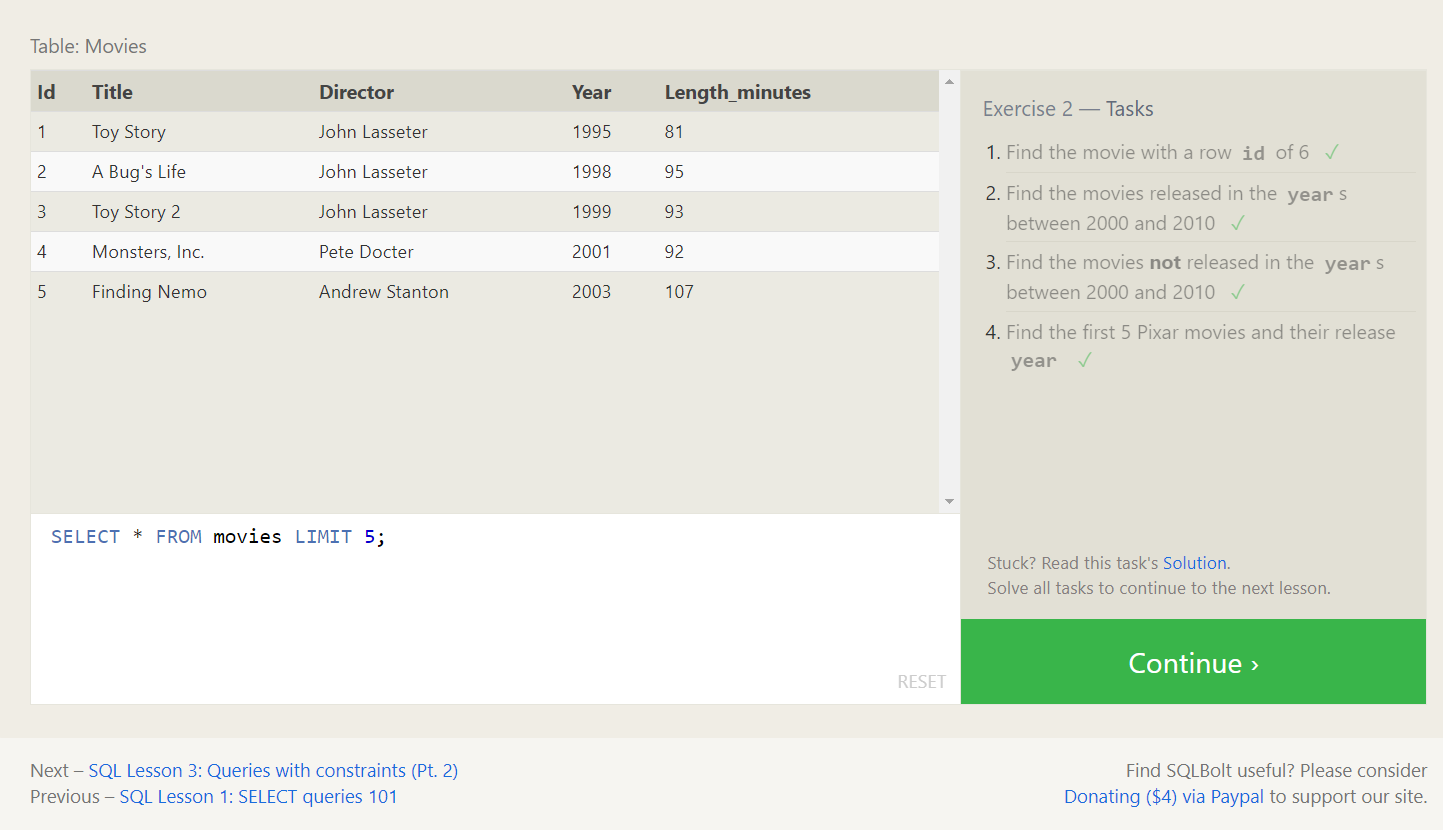 Table: Movies
Id Title Director Year Length_minutes
1 Toy Story John Lasseter 1995 81
2 A Bug's Life John Lasseter 1998 95
3 Toy Story 2 John Lasseter 1999 93
4 Monsters, Inc. Pete Docter 2001 92
5 Finding Nemo Andrew Stanton 2003 107
SELECT * FROM movies LIMIT 5;
RESET
Exercise 2 — Tasks
1. Find the movie with a row id of 6 ✓
2. Find the movies released in the year s
between 2000 and 2010 ✓
3. Find the movies not released in the year s
between 2000 and 2010 ✓
4. Find the first 5 Pixar movies and their release
year ✓
Stuck? Read this task's Solution.
Solve all tasks to continue to the next lesson.
Continue ›
Next – SQL Lesson 3: Queries with constraints (Pt. 2)
Previous – SQL Lesson 1: SELECT queries 101
Find SQLBolt useful? Please consider
Donating ($4) via Paypal to support our site.